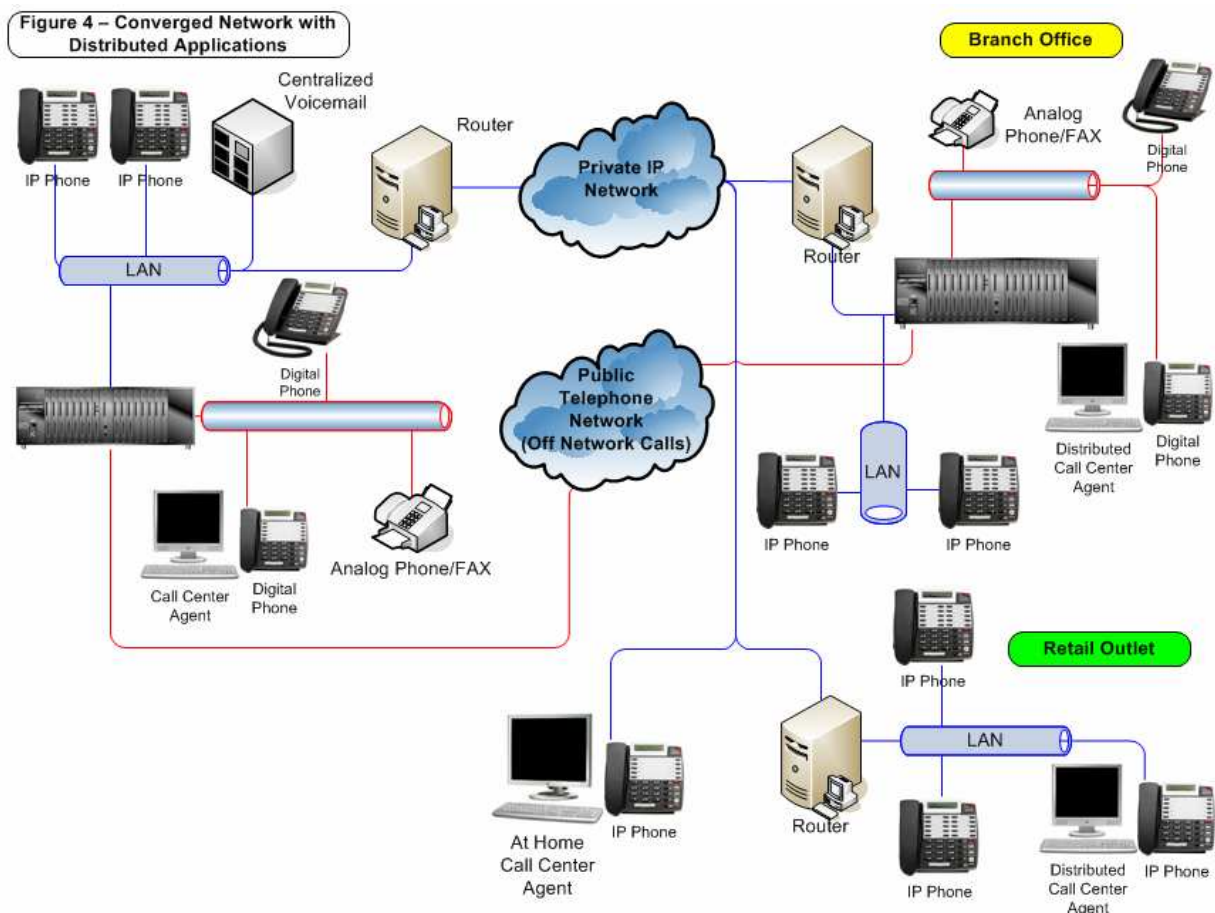 Figure 4 – Converged Network with
Distributed Applications
Branch Office
Centralized
Voicemail
Router
IP Phone
IP Phone
Private IP
Network
Analog
Phone/FAX
Digital
Phone
Router
LAN
Digital
Phone
Public
Telephone
Network
(Off Network Calls)
LAN
IP Phone
IP Phone
Distributed
Call Center
Agent
Digital
Phone
Call Center
Agent
Digital
Phone
Analog Phone/FAX
Retail Outlet
IP Phone
LAN
At Home
Call Center
Agent
IP Phone
Router
IP Phone
Distributed
Call Center
Agent
IP Phone